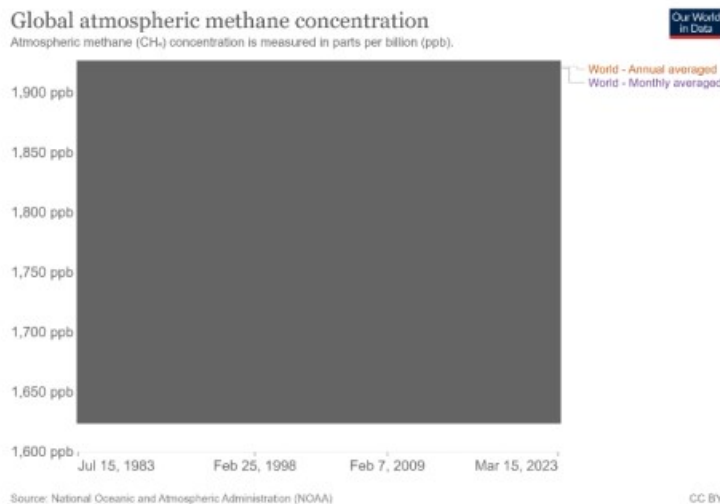 Global atmospheric methane concentration
Atmospheric methane (CH₄) concentration is measured in parts per billion (ppb).
Our World
in Data
1,900 ppb
1,850 ppb
1,800 ppb
1,750 ppb
1,700 ppb
1,650 ppb
1,600 ppb
World - Annual averaged
World - Monthly averaged
Jul 15, 1983 Feb 25, 1998 Feb 7, 2009 Mar 15, 2023
Source: National Oceanic and Atmospheric Administration (NOAA) CC BY